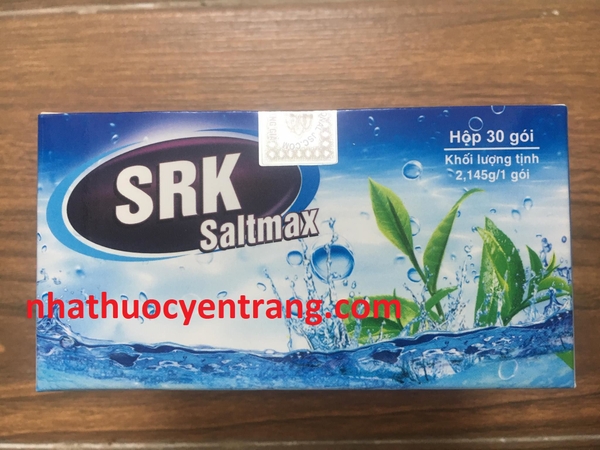 SRK
Saltmax
Hộp 30 gói
Khối lượng tịnh
2,145g/1 gói
nhathuocyentrang.com